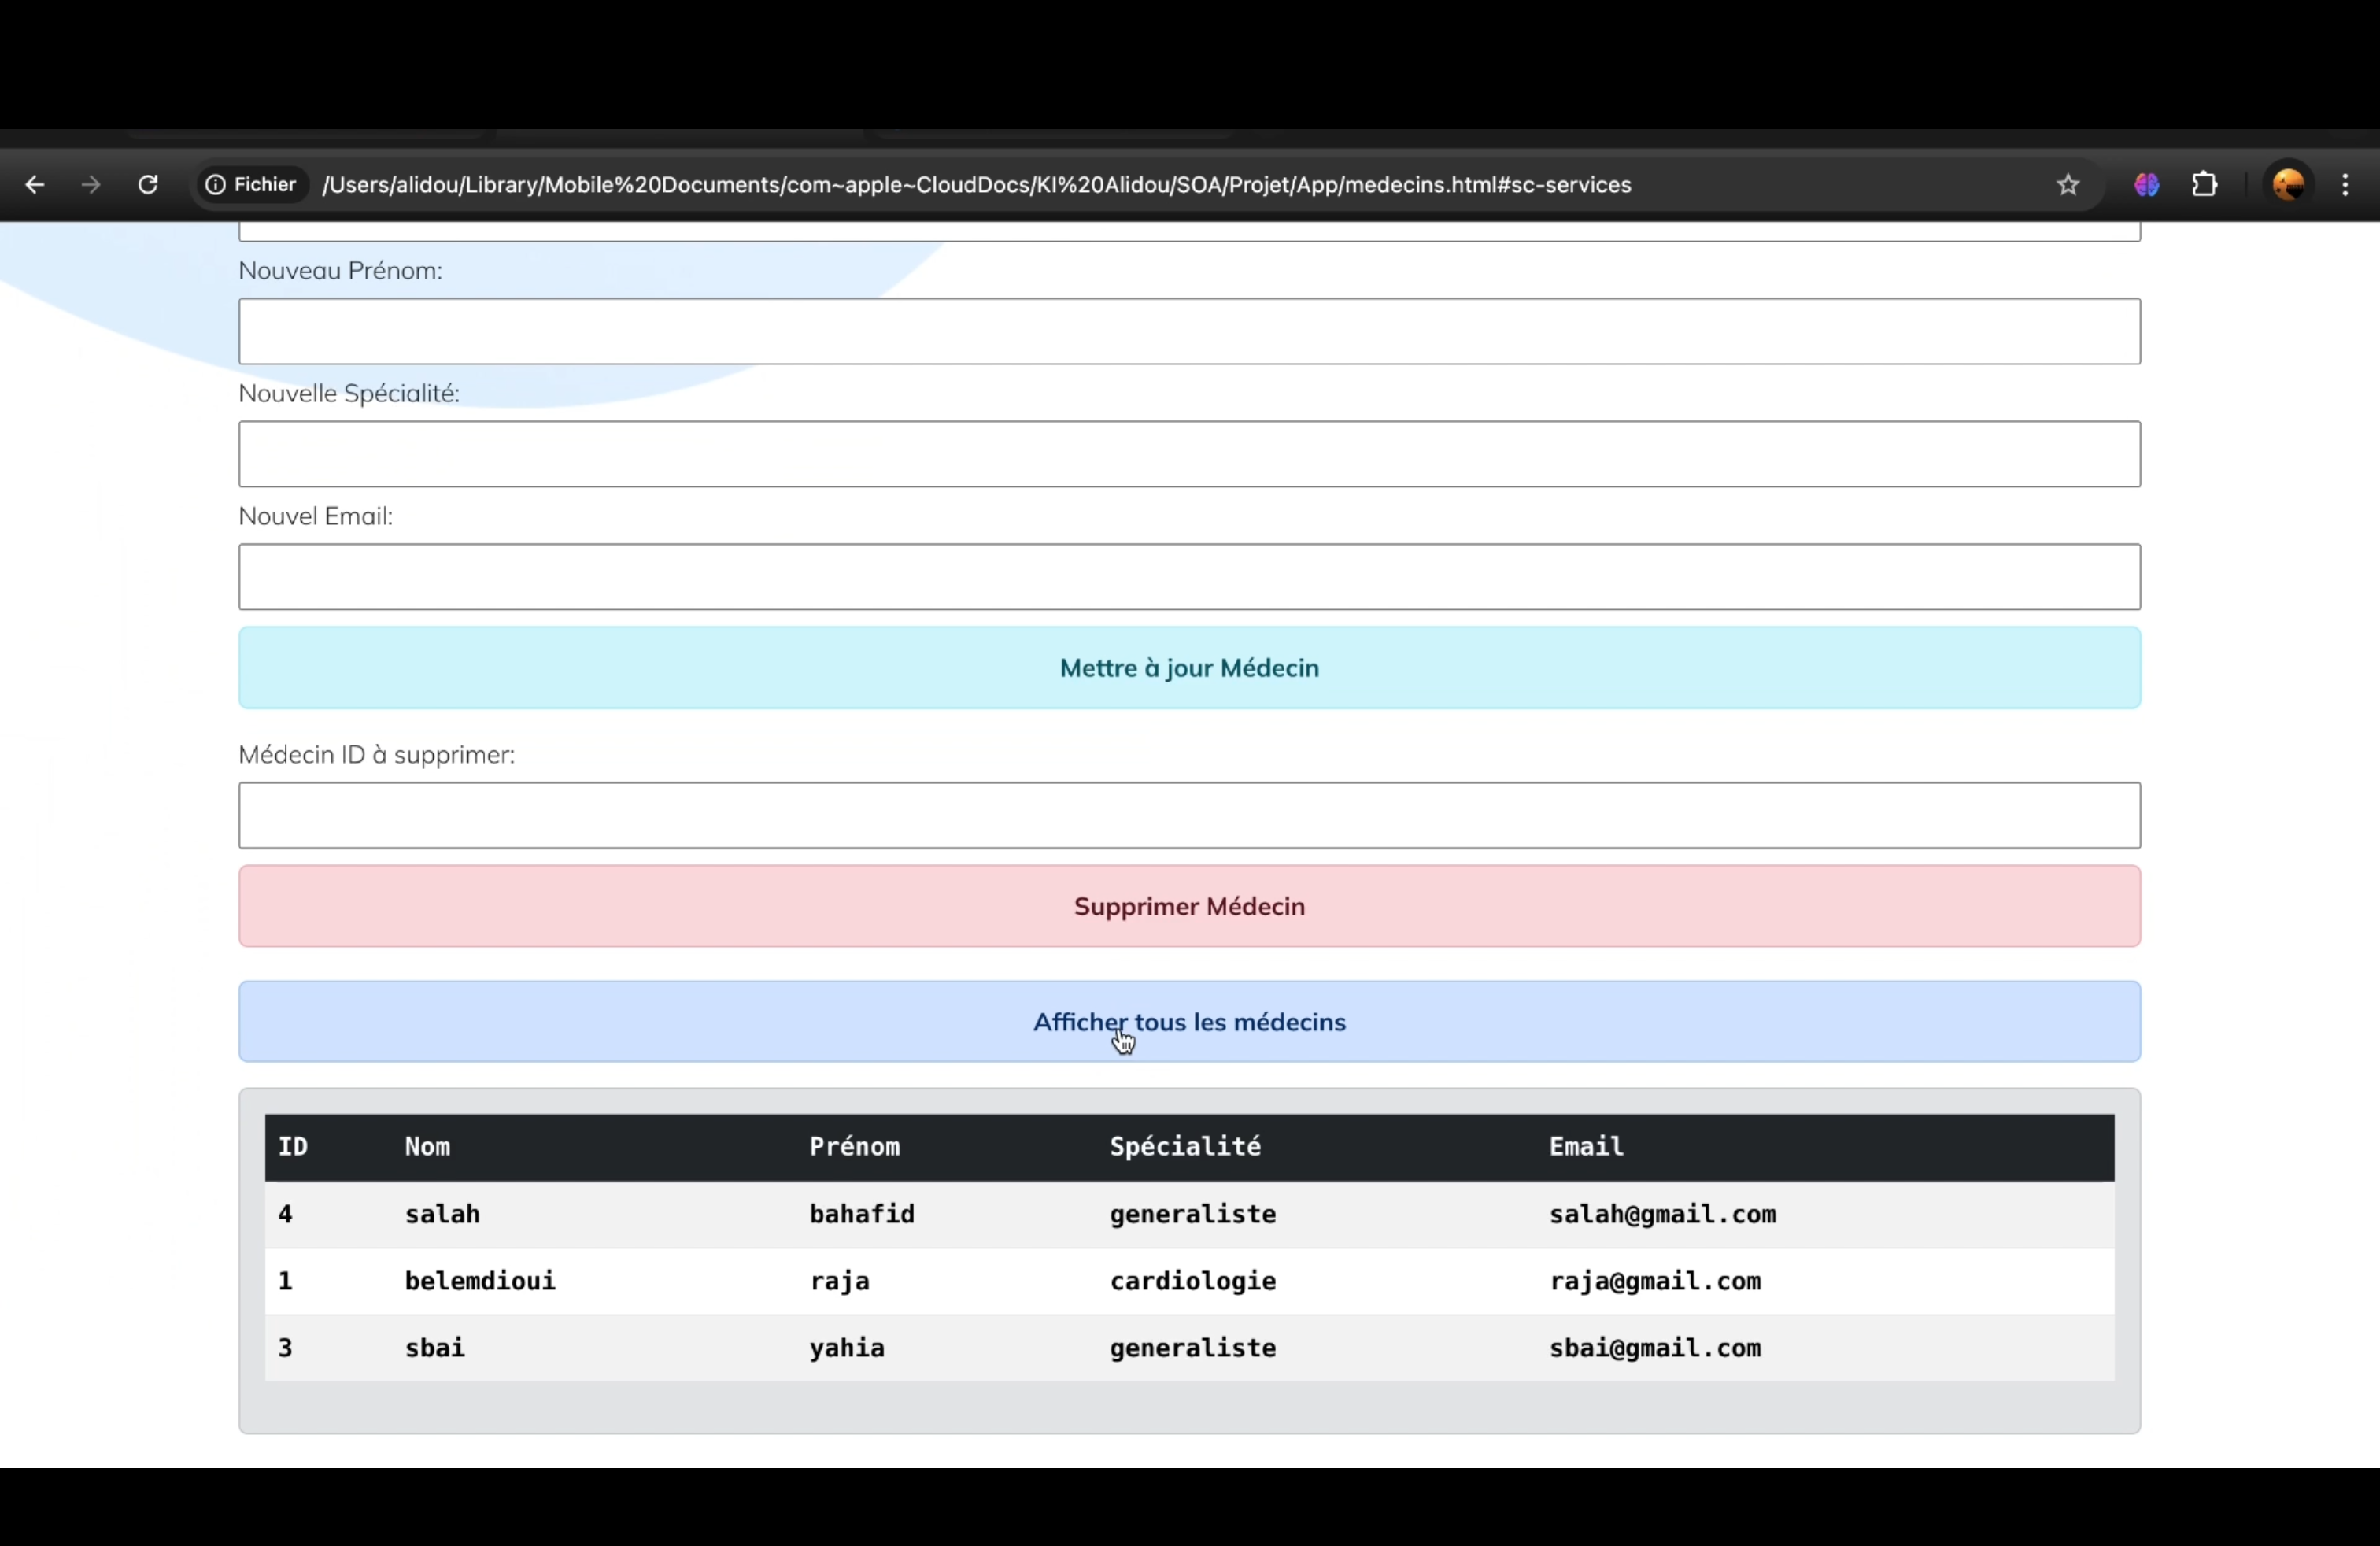 Fichier /Users/alidou/Library/Mobile%20Documents/com~apple~CloudDocs/KI%20Alidou/SOA/Projet/App/medecins.html#sc-services
Nouveau Prénom:
Nouvelle Spécialité:
Nouvel Email:
Mettre à jour Médecin
Médecin ID à supprimer:
Supprimer Médecin
Afficher tous les médecins
ID Nom Prénom Spécialité Email
4 salah bahafid generaliste salah@gmail.com
1 belemdioui raja cardiologie raja@gmail.com
3 sbai yahia generaliste sbai@gmail.com